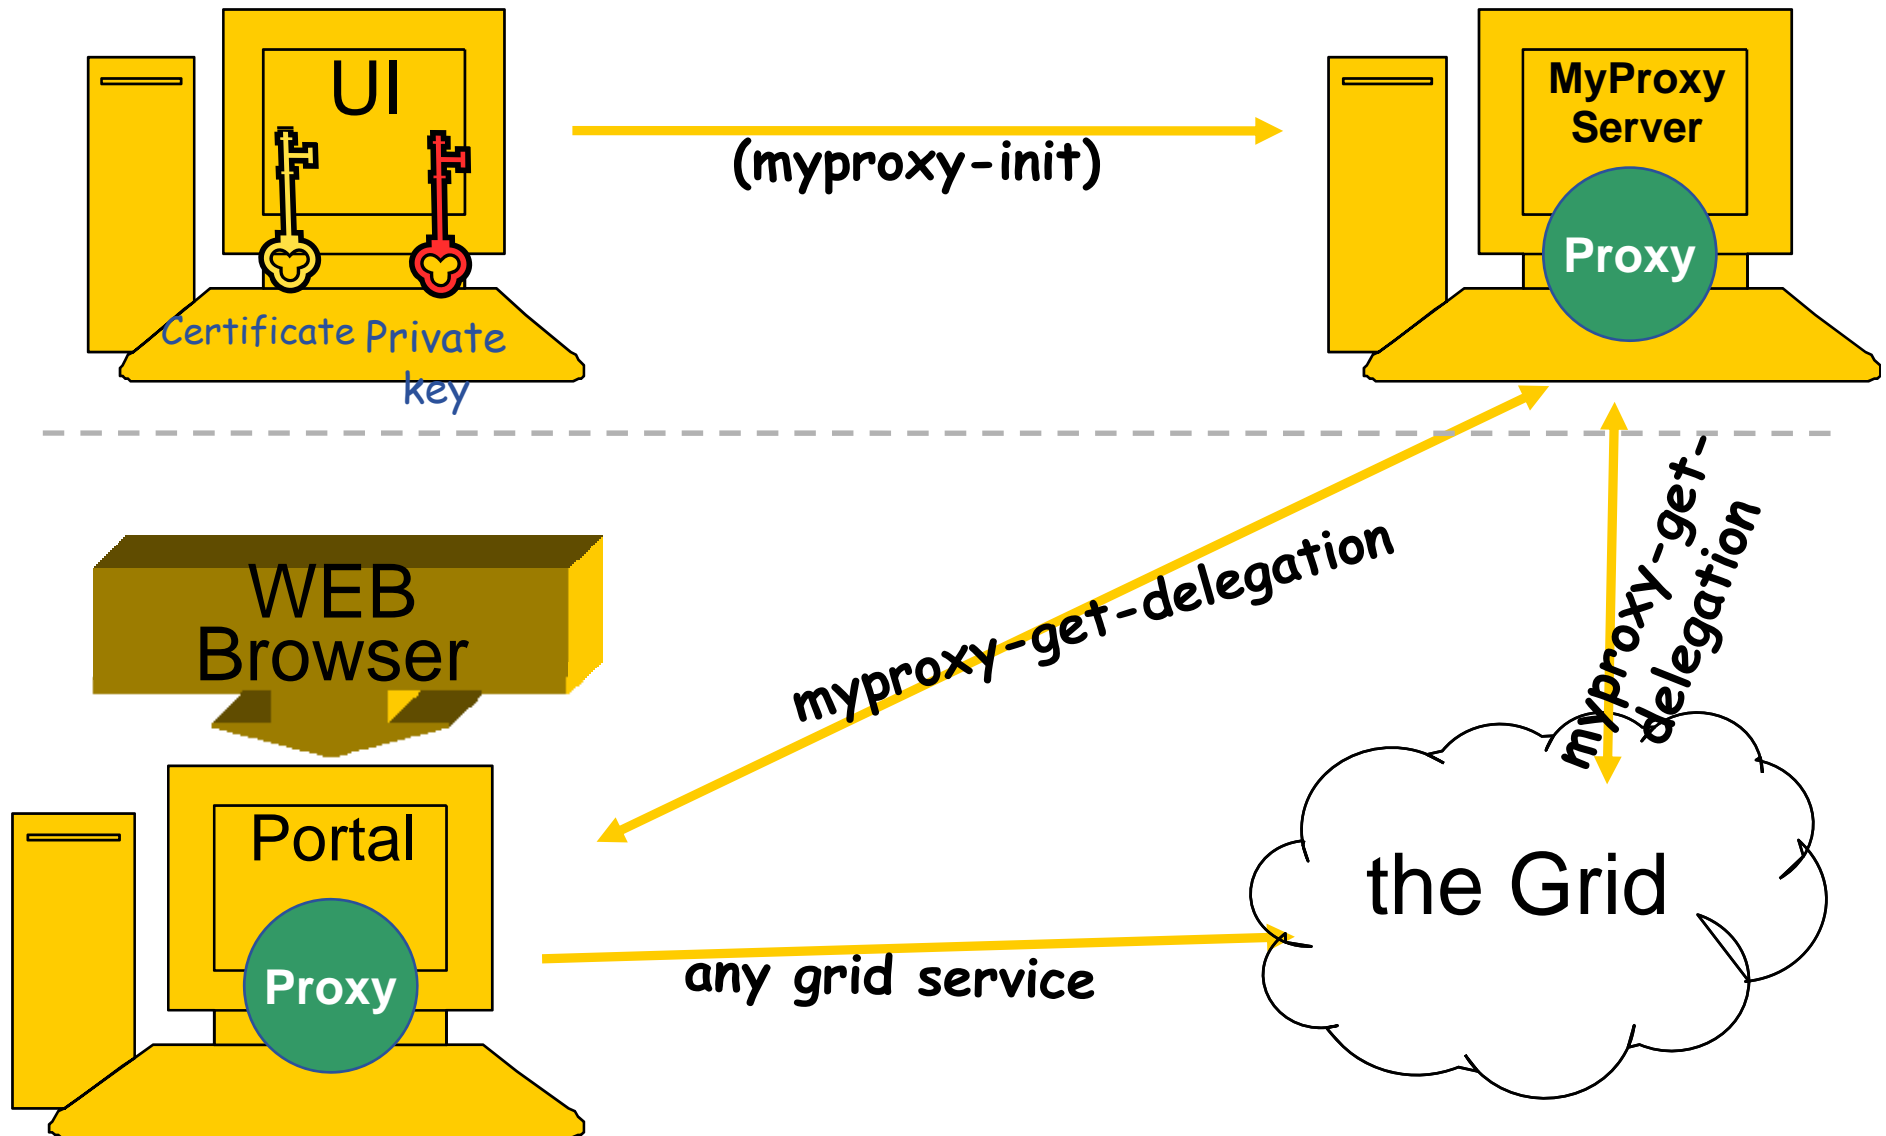 UI
MyProxy
Server
(myproxy-init)
Proxy
Certificate
Private
key
myproxy-get-
delegation
myproxy-get-delegation
WEB
Browser
Portal
the Grid
Proxy
any grid service